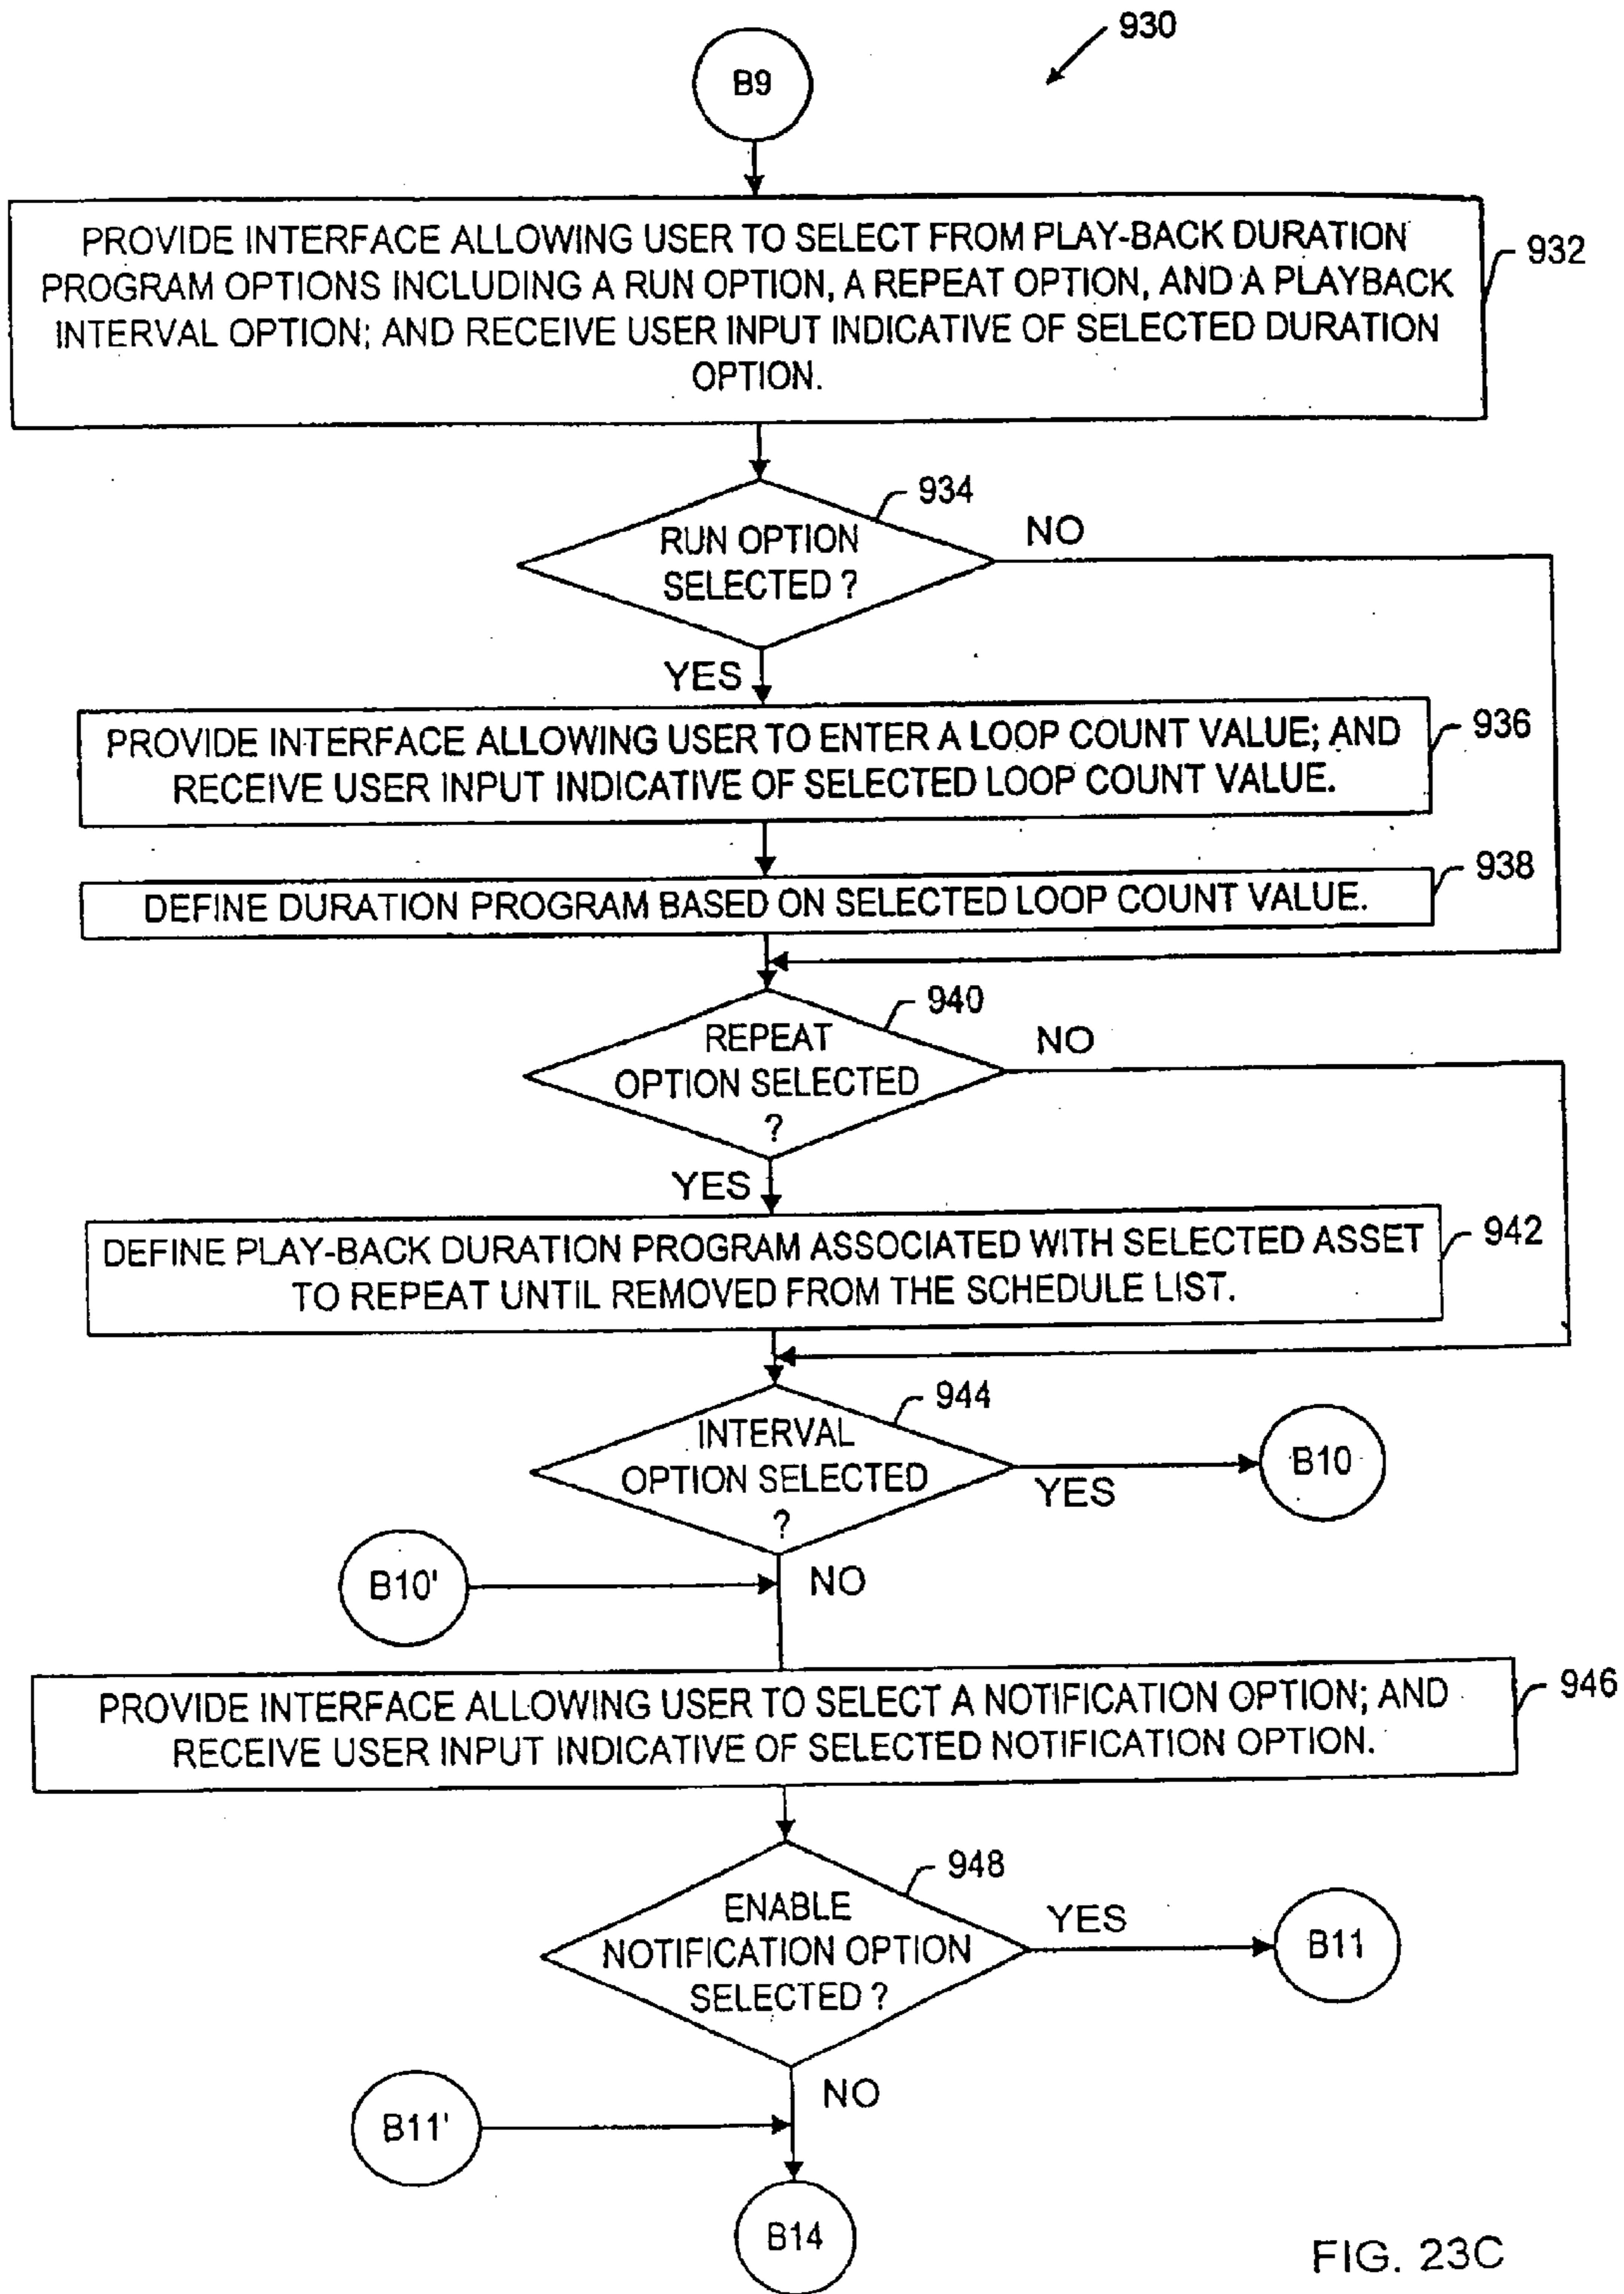 930
B9
PROVIDE INTERFACE ALLOWING USER TO SELECT FROM PLAY-BACK DURATION
PROGRAM OPTIONS INCLUDING A RUN OPTION, A REPEAT OPTION, AND A PLAYBACK
INTERVAL OPTION; AND RECEIVE USER INPUT INDICATIVE OF SELECTED DURATION
OPTION.
932
934
RUN OPTION
SELECTED ?
NO
YES
PROVIDE INTERFACE ALLOWING USER TO ENTER A LOOP COUNT VALUE; AND
RECEIVE USER INPUT INDICATIVE OF SELECTED LOOP COUNT VALUE.
936
DEFINE DURATION PROGRAM BASED ON SELECTED LOOP COUNT VALUE.
938
940
REPEAT
OPTION SELECTED
?
NO
YES
DEFINE PLAY-BACK DURATION PROGRAM ASSOCIATED WITH SELECTED ASSET
TO REPEAT UNTIL REMOVED FROM THE SCHEDULE LIST.
942
944
INTERVAL
OPTION SELECTED
?
YES
B10
B10'
NO
PROVIDE INTERFACE ALLOWING USER TO SELECT A NOTIFICATION OPTION; AND
RECEIVE USER INPUT INDICATIVE OF SELECTED NOTIFICATION OPTION.
946
948
ENABLE
NOTIFICATION OPTION
SELECTED ?
YES
B11
NO
B11'
B14
FIG. 23C